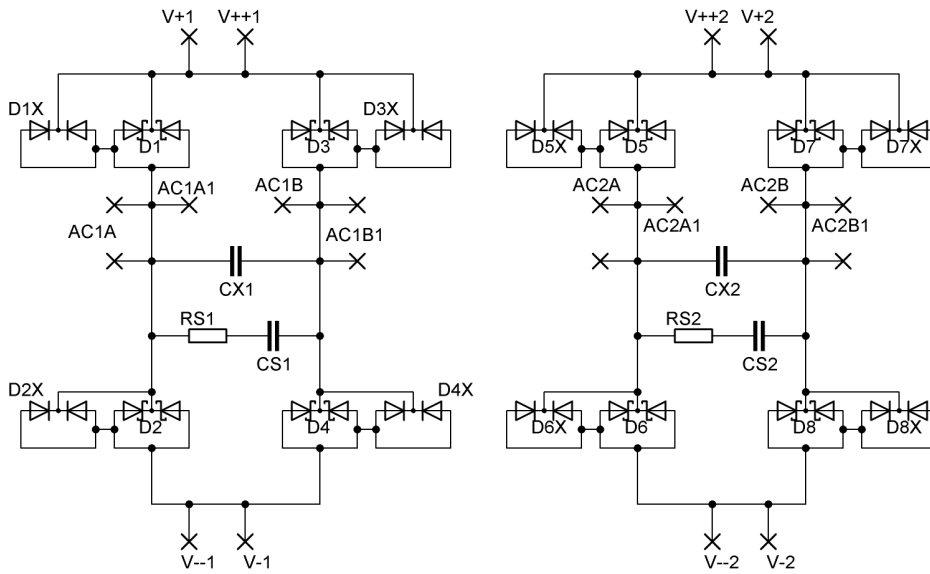 V+1 V++1 V++2 V+2
D1X D1 D3 D3X D5X D5 D7 D7X
AC1A1 AC1B AC2A AC2B
AC1A AC1B1 AC2A1 AC2B1
CX1 CX2
RS1 CS1 RS2 CS2
D2X D2 D4 D4X D6X D6 D8 D8X
V--1 V-1 V--2 V-2